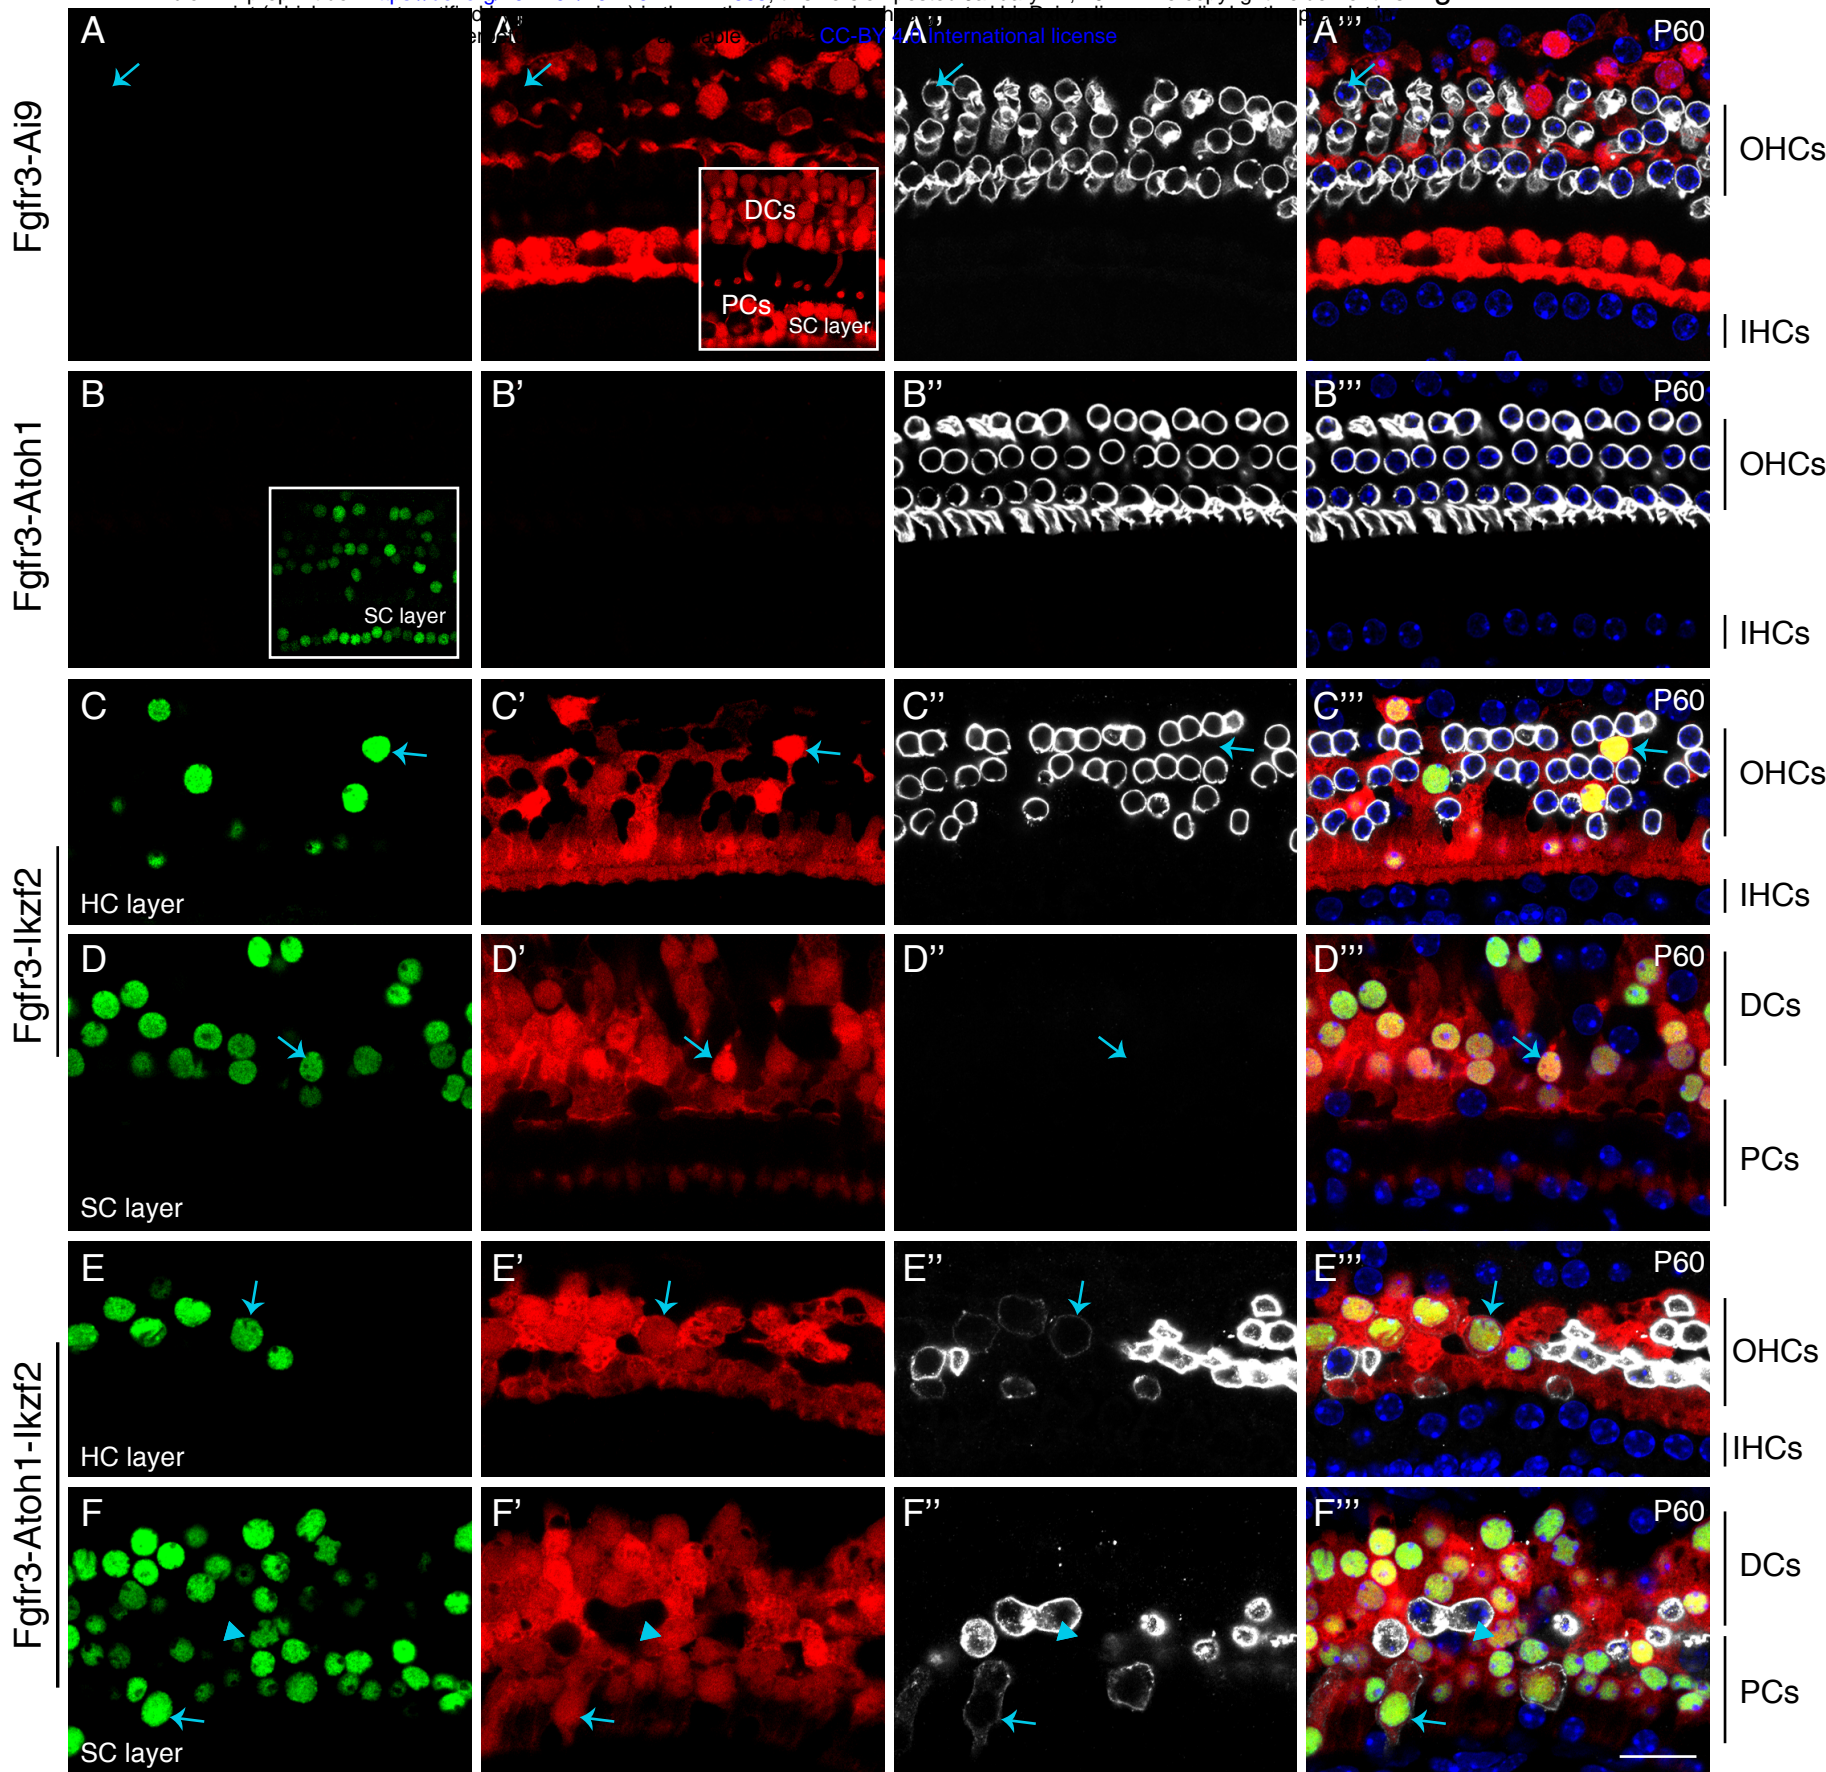 CC-BY 4.0 International license
A A' A'' A''' P60
Fgfr3-Ai9
OHCs
DCs
PCs
SC layer
IHCs
B B' B'' B''' P60
Fgfr3-Atoh1
OHCs
SC layer
IHCs
C C' C'' C''' P60
OHCs
HC layer
IHCs
Fgfr3-Ikzf2
D D' D'' D''' P60
DCs
PCs
SC layer
E E' E'' E''' P60
OHCs
HC layer
IHCs
Fgfr3-Atoh1-Ikzf2
F F' F'' F''' P60
DCs
PCs
SC layer